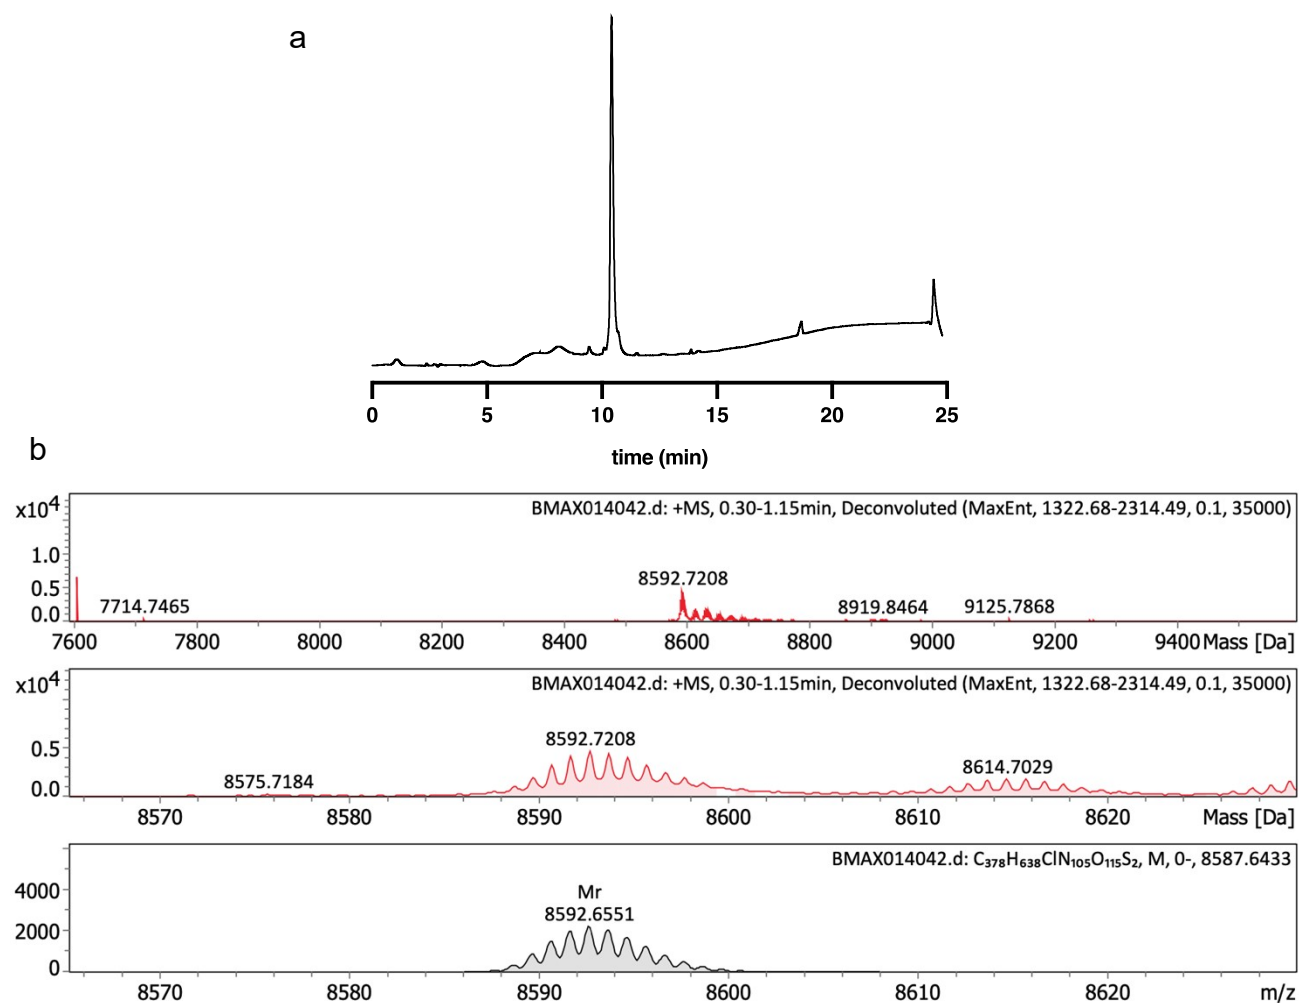 a
0 5 10 15 20 25
time (min)
b
x10⁴
BMAX014042.d: +MS, 0.30-1.15min, Deconvoluted (MaxEnt, 1322.68-2314.49, 0.1, 35000)
1.0
0.5
0.0
7714.7465
8592.7208
8919.8464
9125.7868
7600 7800 8000 8200 8400 8600 8800 9000 9200 9400 Mass [Da]
x10⁴
BMAX014042.d: +MS, 0.30-1.15min, Deconvoluted (MaxEnt, 1322.68-2314.49, 0.1, 35000)
0.5
0.0
8575.7184
8592.7208
8614.7029
8570 8580 8590 8600 8610 8620 Mass [Da]
BMAX014042.d: C₃₇₈H₆₃₈ClN₁₀₅O₁₁₅S₂, M, 0-, 8587.6433
4000
2000
0
Mr
8592.6551
8570 8580 8590 8600 8610 8620 m/z